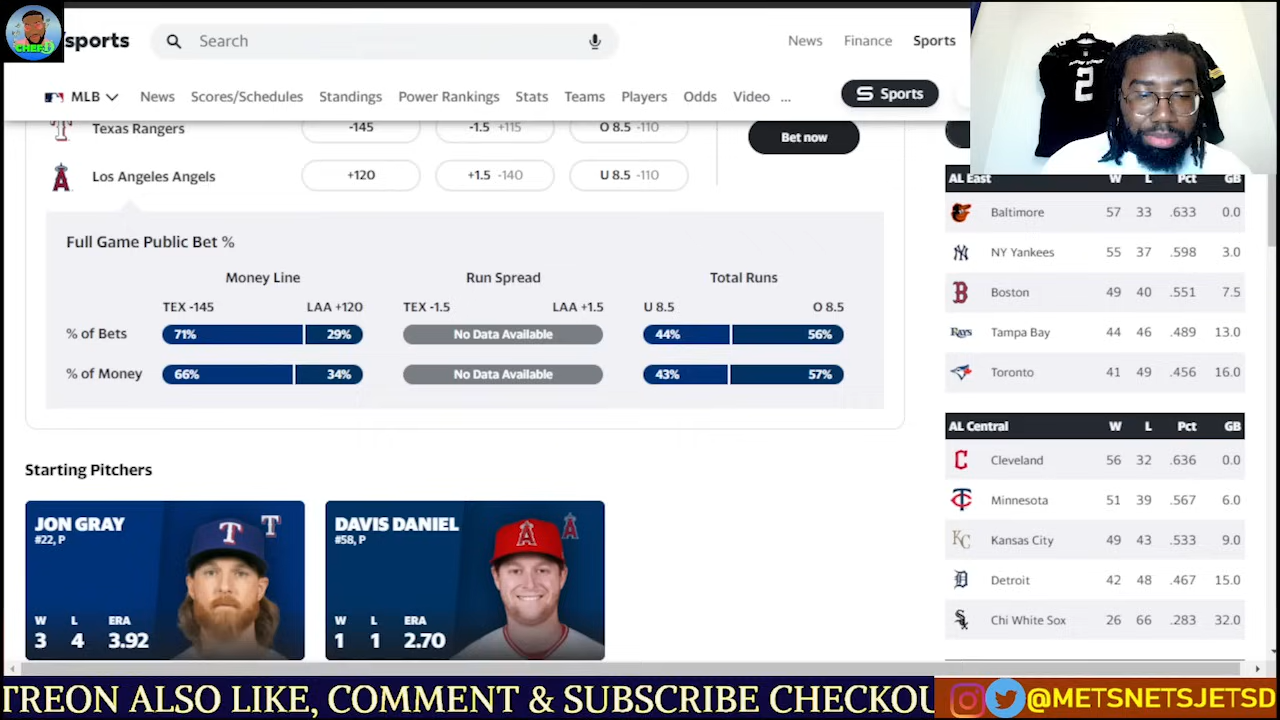 CHEFJ
sports
Search
News Finance Sports
MLB News Scores/Schedules Standings Power Rankings Stats Teams Players Odds Video ...
Sports
Texas Rangers -145 -1.5 +115 O 8.5 -110
Bet now
Los Angeles Angels +120 +1.5 -140 U 8.5 -110
Full Game Public Bet %
Money Line Run Spread Total Runs
TEX -145 LAA +120 TEX -1.5 LAA +1.5 U 8.5 O 8.5
% of Bets 71% 29% No Data Available 44% 56%
% of Money 66% 34% No Data Available 43% 57%
Starting Pitchers
JON GRAY
#22, P
W L ERA
3 4 3.92
DAVIS DANIEL
#58, P
W L ERA
1 1 2.70
2
AL East W L Pct GB
Baltimore 57 33 .633 0.0
NY Yankees 55 37 .598 3.0
Boston 49 40 .551 7.5
Rays Tampa Bay 44 46 .489 13.0
Toronto 41 49 .456 16.0
AL Central W L Pct GB
Cleveland 56 32 .636 0.0
Minnesota 51 39 .567 6.0
KC Kansas City 49 43 .533 9.0
Detroit 42 48 .467 15.0
Chi White Sox 26 66 .283 32.0
TREON ALSO LIKE, COMMENT & SUBSCRIBE CHECKOU
@METSNETSJETSD